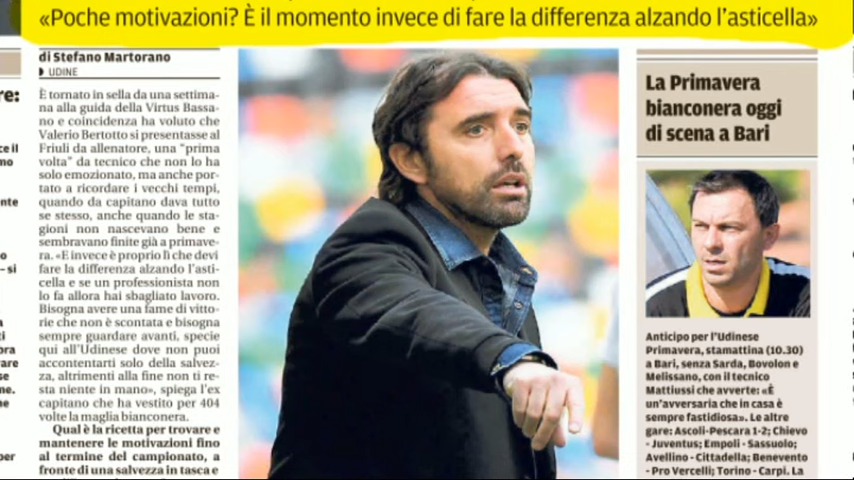 «Poche motivazioni? È il momento invece di fare la differenza alzando l'asticella»
di Stefano Martorano
UDINE
È tornato in sella da una settima-
na alla guida della Virtus Bassa-
no e coincidenza ha voluto che
Valerio Bertotto si presentasse al
Friuli da allenatore, una "prima
volta" da tecnico che non lo ha
solo emozionato, ma anche por-
tato a ricordare i vecchi tempi,
quando da capitano dava tutto
se stesso, anche quando le sta-
gioni non nascevano bene e
sembravano finite già a primave-
ra. «E invece è proprio lì che devi
fare la differenza alzando l'asti-
cella e se un professionista non
lo fa allora hai sbagliato lavoro.
Bisogna avere una fame di vitto-
rie che non è scontata e bisogna
sempre guardare avanti, specie
qui all'Udinese dove non puoi
accontentarti solo della salvez-
za, altrimenti alla fine non ti re-
sta niente in mano», spiega l'ex
capitano che ha vestito per 404
volte la maglia bianconera.
Qual è la ricetta per trovare e
mantenere le motivazioni fino
al termine del campionato, a
fronte di una salvezza in tasca e
La Primavera
bianconera oggi
di scena a Bari
Anticipo per l'Udinese
Primavera, stamattina (10.30)
a Bari, senza Sarda, Bovolon e
Melissano, con il tecnico
Mattiussi che avverte: «È
un'avversaria che in casa è
sempre fastidiosa». Le altre
gare: Ascoli-Pescara 1-2; Chievo
- Juventus; Empoli - Sassuolo;
Avellino - Cittadella; Benevento
- Pro Vercelli; Torino - Carpi. La